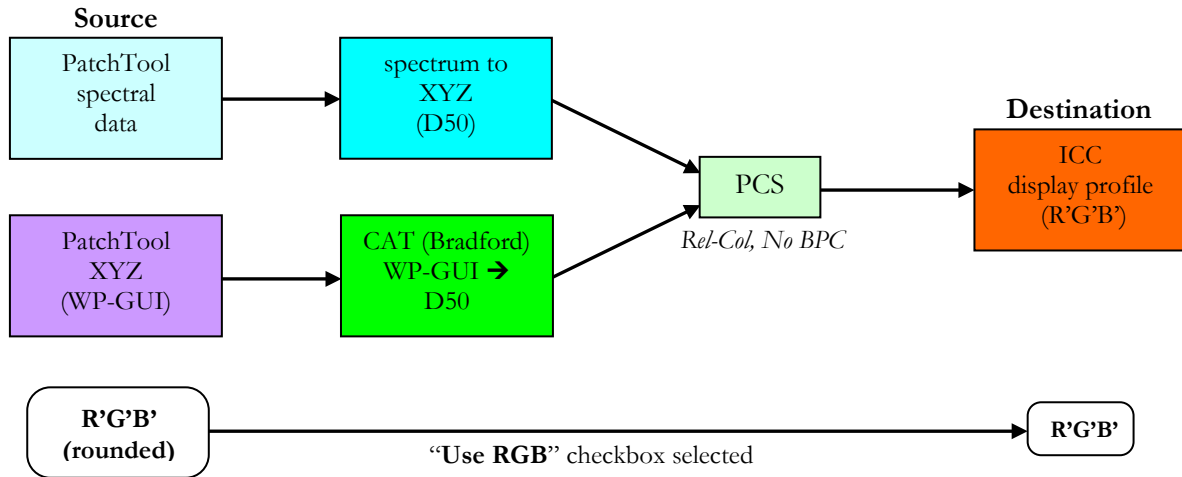 Source
PatchTool
spectral
data
spectrum to
XYZ
(D50)
Destination
ICC
display profile
(R’G’B’)
PCS
Rel-Col, No BPC
PatchTool
XYZ
(WP-GUI)
CAT (Bradford)
WP-GUI ➔
D50
R’G’B’
(rounded)
“Use RGB” checkbox selected
R’G’B’